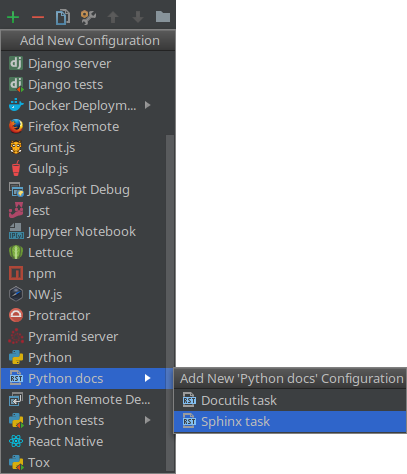 Add New Configuration
Django server
Django tests
Docker Deploym...
Firefox Remote
Grunt.js
Gulp.js
JavaScript Debug
Jest
Jupyter Notebook
Lettuce
npm
NW.js
Protractor
Pyramid server
Python
Python docs
Add New 'Python docs' Configuration
Python Remote De...
Docutils task
Python tests
Sphinx task
React Native
Tox